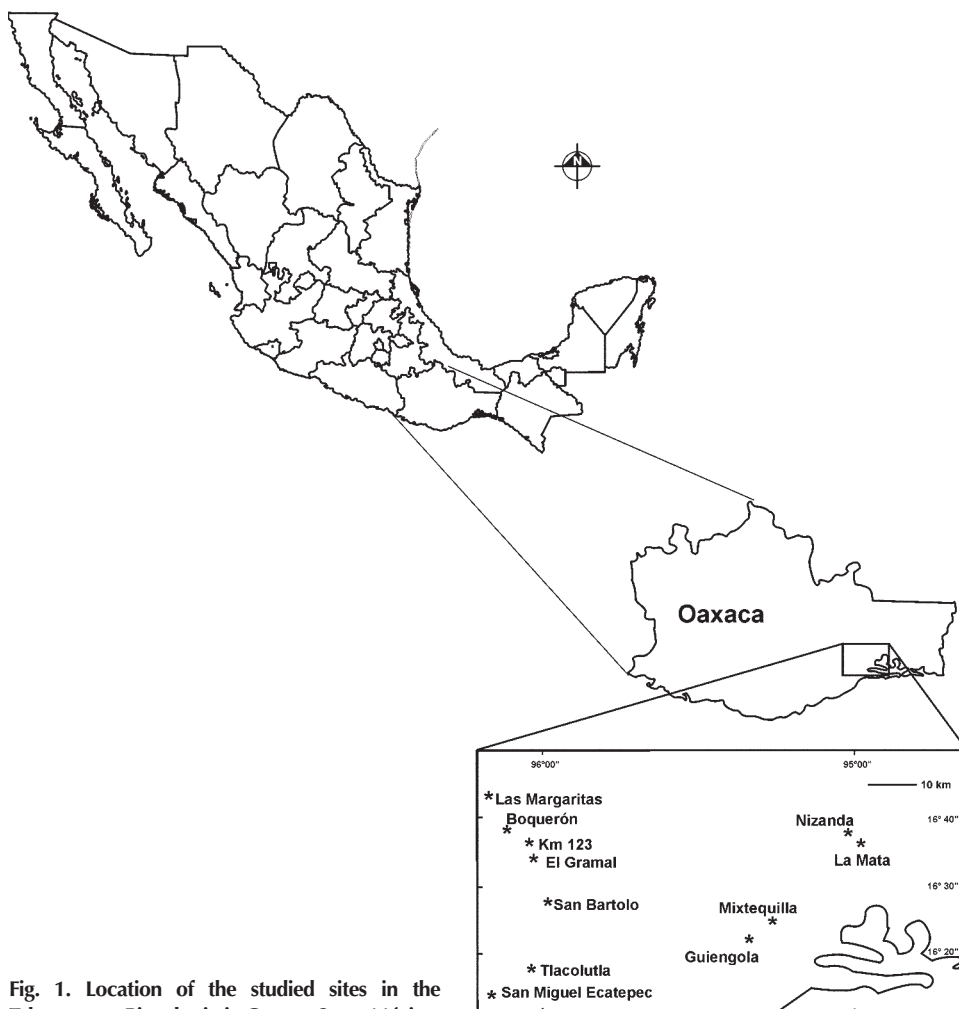 N
Oaxaca
96°00" 95°00"
10 km
*Las Margaritas
Boquerón
*
Nizanda
*
16° 40"
* Km 123
*
La Mata
* El Gramal
16° 30"
*San Bartolo
Mixtequilla
*
*
Guiengola
16° 20"
* Tlacolutla
* San Miguel Ecatepec
Fig. 1. Location of the studied sites in the